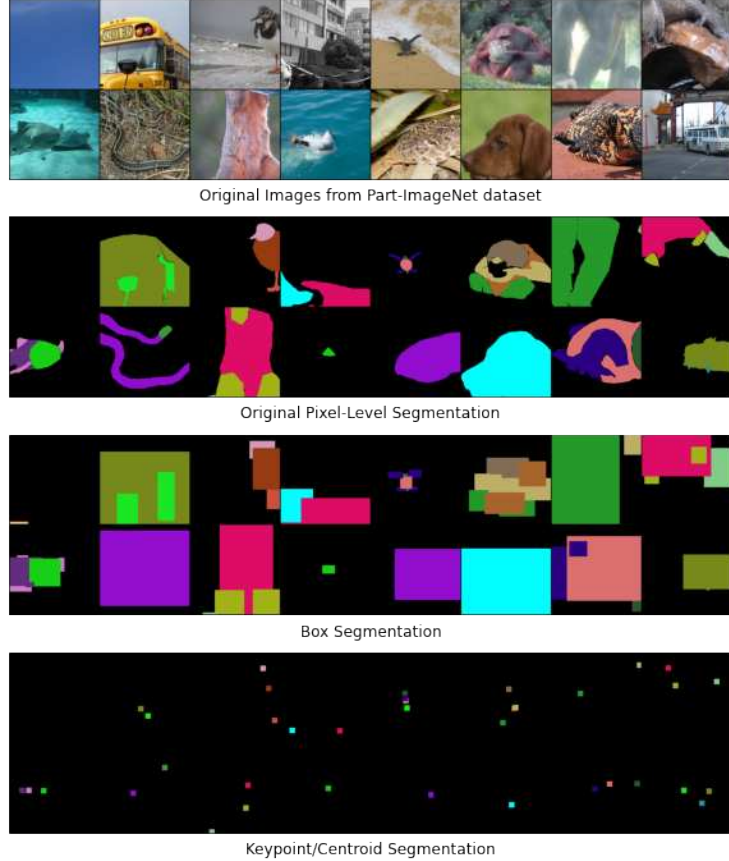 Original Images from Part-ImageNet dataset
Original Pixel-Level Segmentation
Box Segmentation
Keypoint/Centroid Segmentation